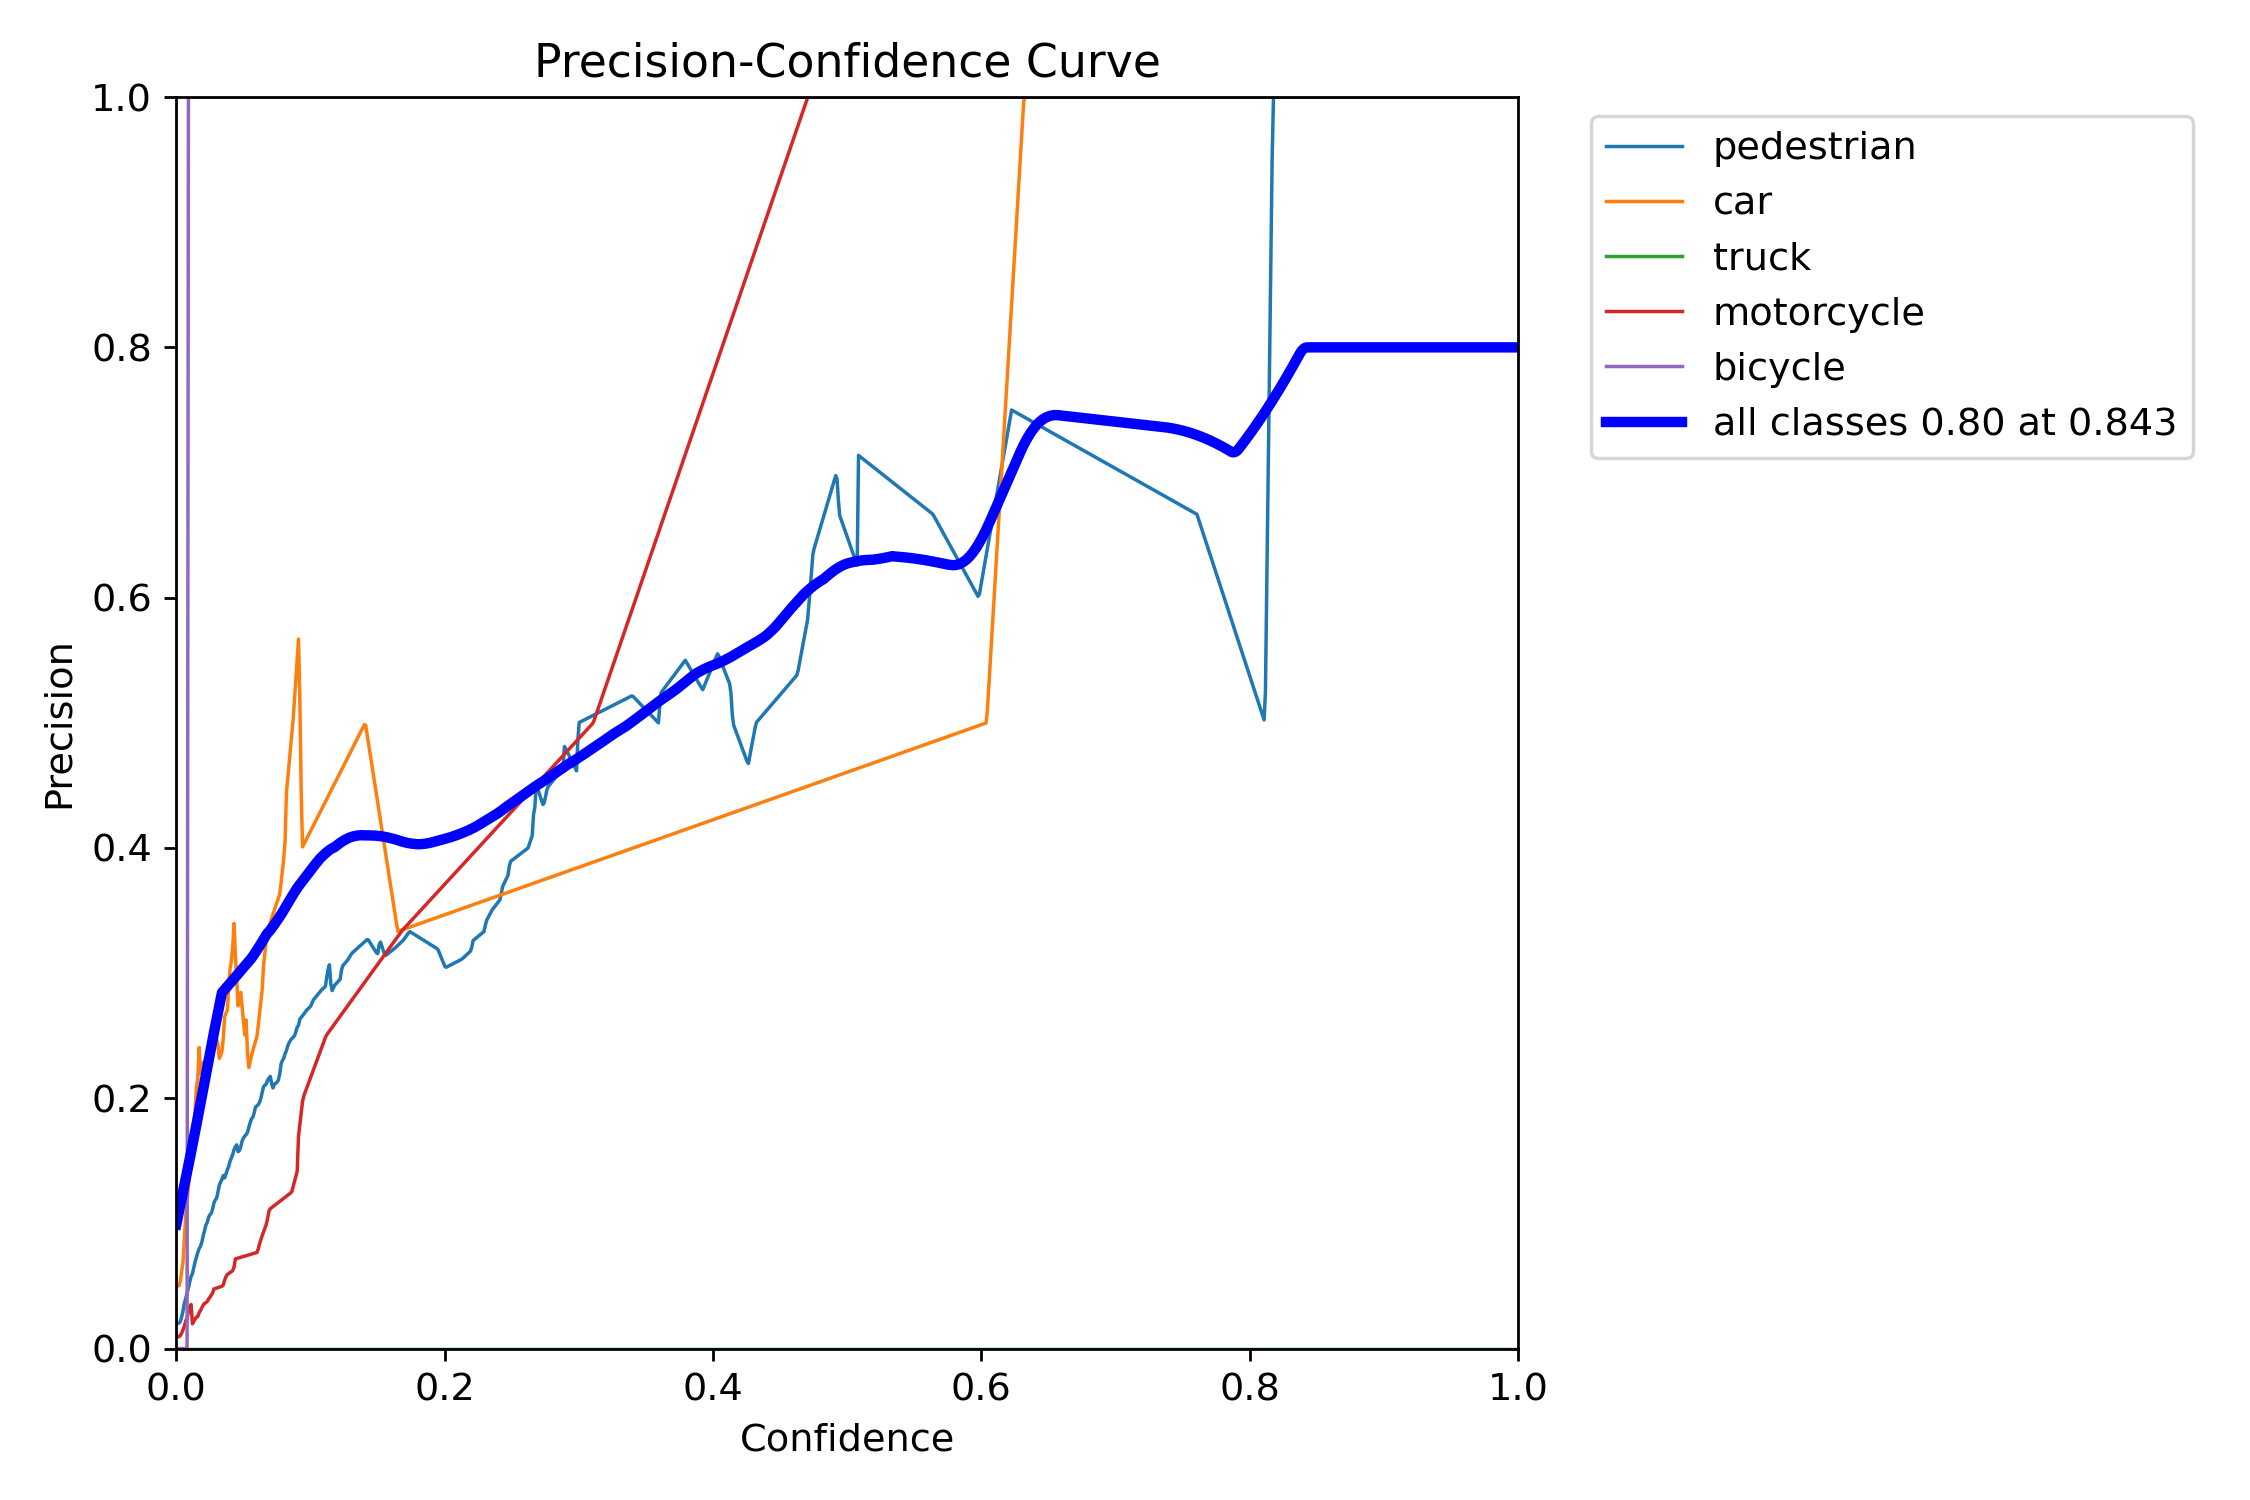 Precision-Confidence Curve
1.0
0.8
0.6
0.4
0.2
0.0
Precision
0.0 0.2 0.4 0.6 0.8 1.0
Confidence
pedestrian
car
truck
motorcycle
bicycle
all classes 0.80 at 0.843